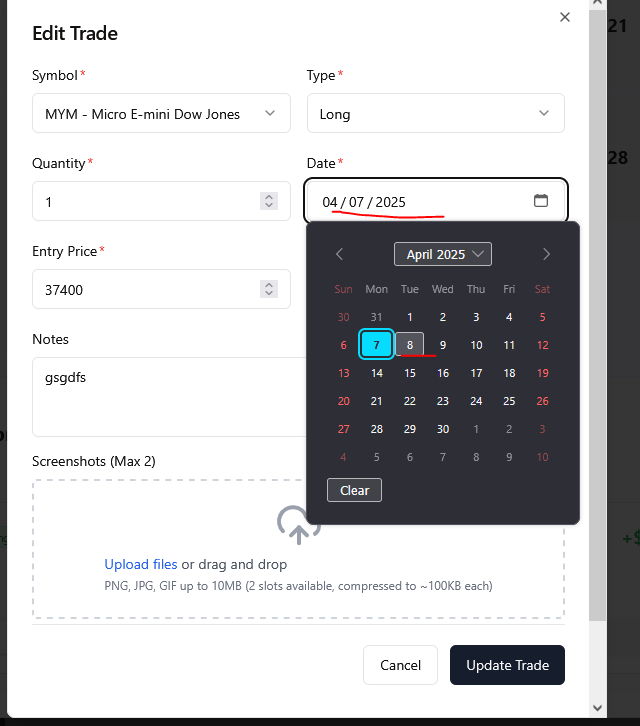 21
Edit Trade
Symbol* Type*
MYM - Micro E-mini Dow Jones Long
28
Quantity* Date*
1 04 / 07 / 2025
Entry Price* April 2025
37400 Sun Mon Tue Wed Thu Fri Sat
30 31 1 2 3 4 5
6 7 8 9 10 11 12
13 14 15 16 17 18 19
20 21 22 23 24 25 26
27 28 29 30 1 2 3
4 5 6 7 8 9 10
Clear
Notes
gsgdfs
Screenshots (Max 2)
+$
Upload files or drag and drop
PNG, JPG, GIF up to 10MB (2 slots available, compressed to ~100KB each)
Cancel Update Trade